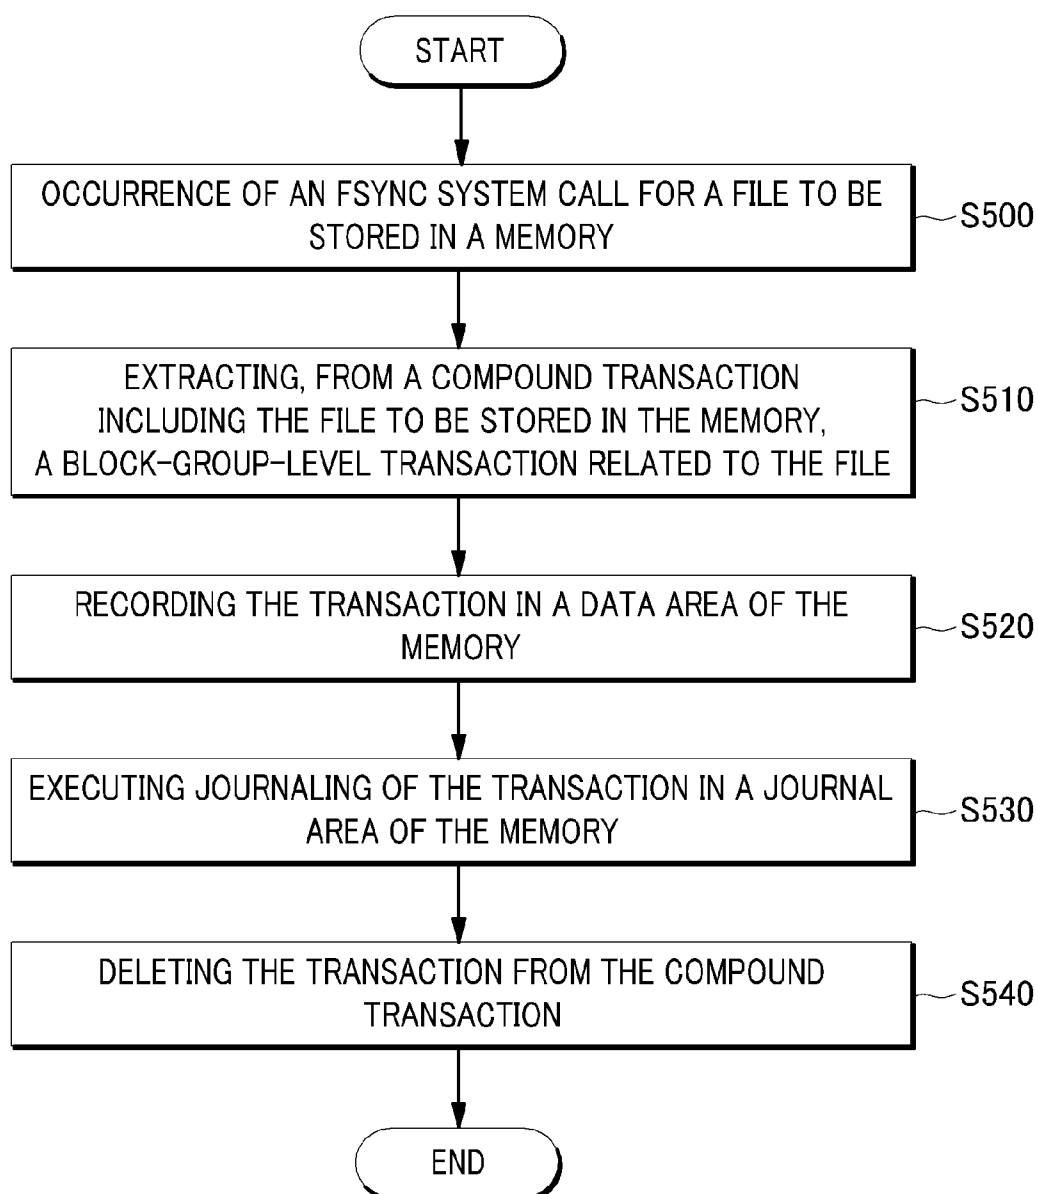 START
OCCURRENCE OF AN FSYNC SYSTEM CALL FOR A FILE TO BE
STORED IN A MEMORY
S500
EXTRACTING, FROM A COMPOUND TRANSACTION
INCLUDING THE FILE TO BE STORED IN THE MEMORY,
A BLOCK-GROUP-LEVEL TRANSACTION RELATED TO THE FILE
S510
RECORDING THE TRANSACTION IN A DATA AREA OF THE
MEMORY
S520
EXECUTING JOURNALING OF THE TRANSACTION IN A JOURNAL
AREA OF THE MEMORY
S530
DELETING THE TRANSACTION FROM THE COMPOUND
TRANSACTION
S540
END